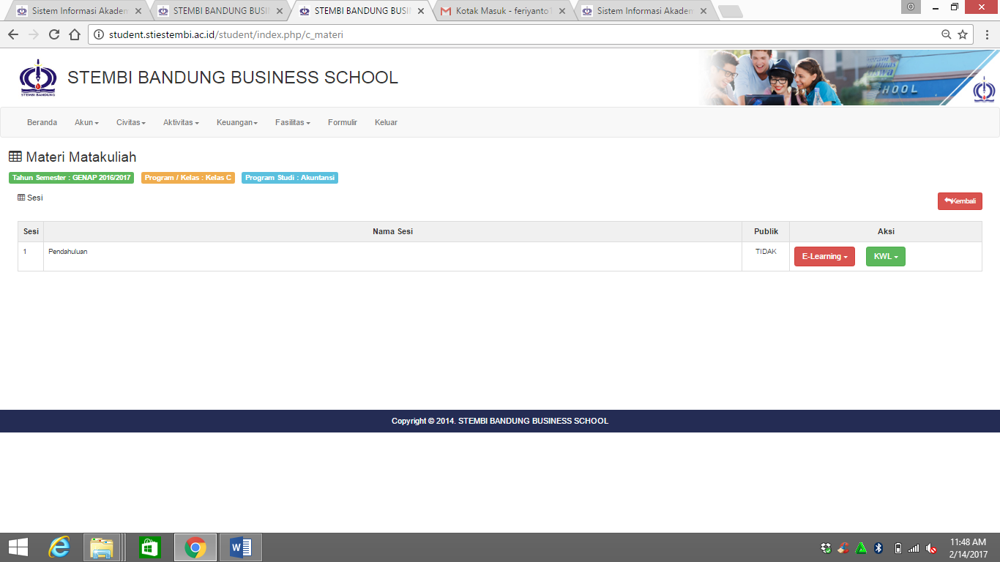 Sistem Informasi Akadem
STEMBI BANDUNG BUSI
STEMBI BANDUNG BUSI
Kotak Masuk - feriyanto
Sistem Informasi Akadem
student.stiestembi.ac.id/student/index.php/c_materi
STEMBI BANDUNG
STEMBI BANDUNG BUSINESS SCHOOL
HOOL
Beranda Akun Civitas Aktivitas Keuangan Fasilitas Formulir Keluar
Materi Matakuliah
Tahun Semester : GENAP 2016/2017 Program / Kelas : Kelas C Program Studi : Akuntansi
Sesi
Kembali
Sesi Nama Sesi Publik Aksi
1 Pendahuluan TIDAK E-Learning KWL
Copyright © 2014. STEMBI BANDUNG BUSINESS SCHOOL
11:48 AM
2/14/2017